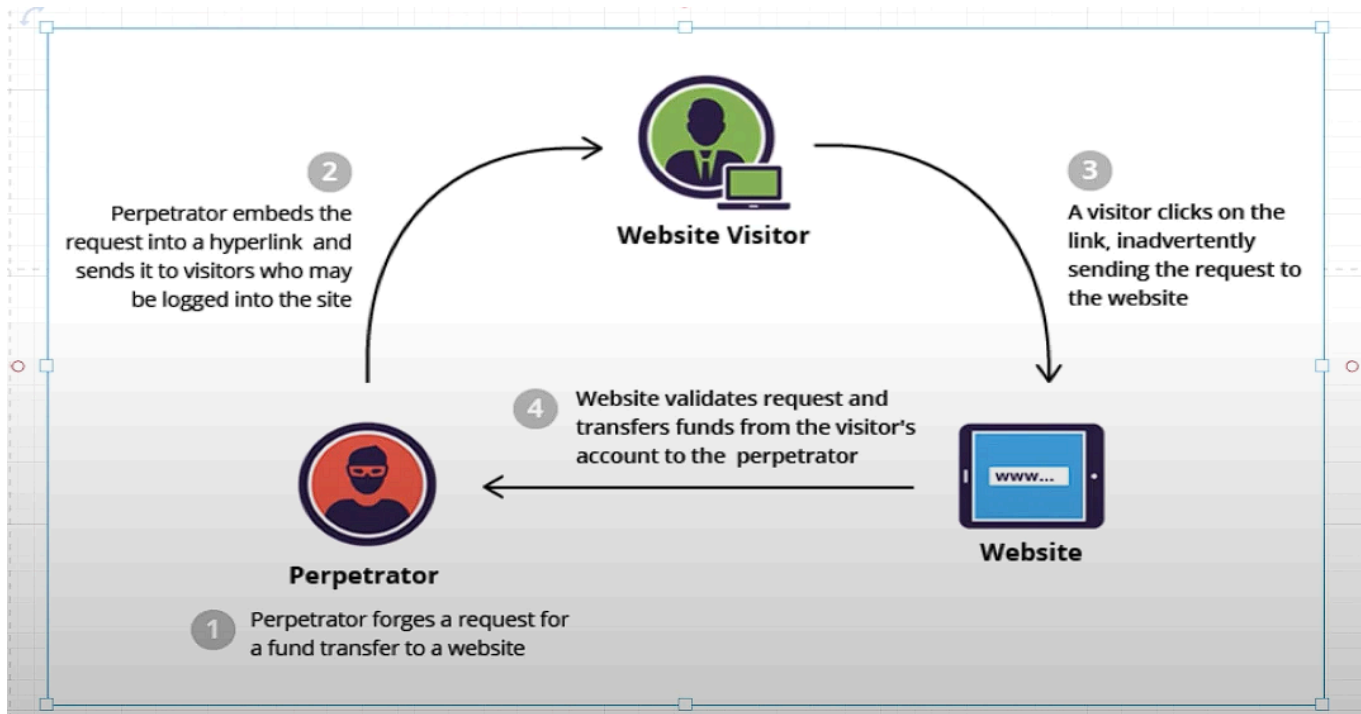 Website Visitor
2
Perpetrator embeds the
request into a hyperlink and
sends it to visitors who may
be logged into the site
3
A visitor clicks on the
link, inadvertently
sending the request to
the website
4
Website validates request and
transfers funds from the visitor's
account to the perpetrator
www...
Website
Perpetrator
1
Perpetrator forges a request for
a fund transfer to a website